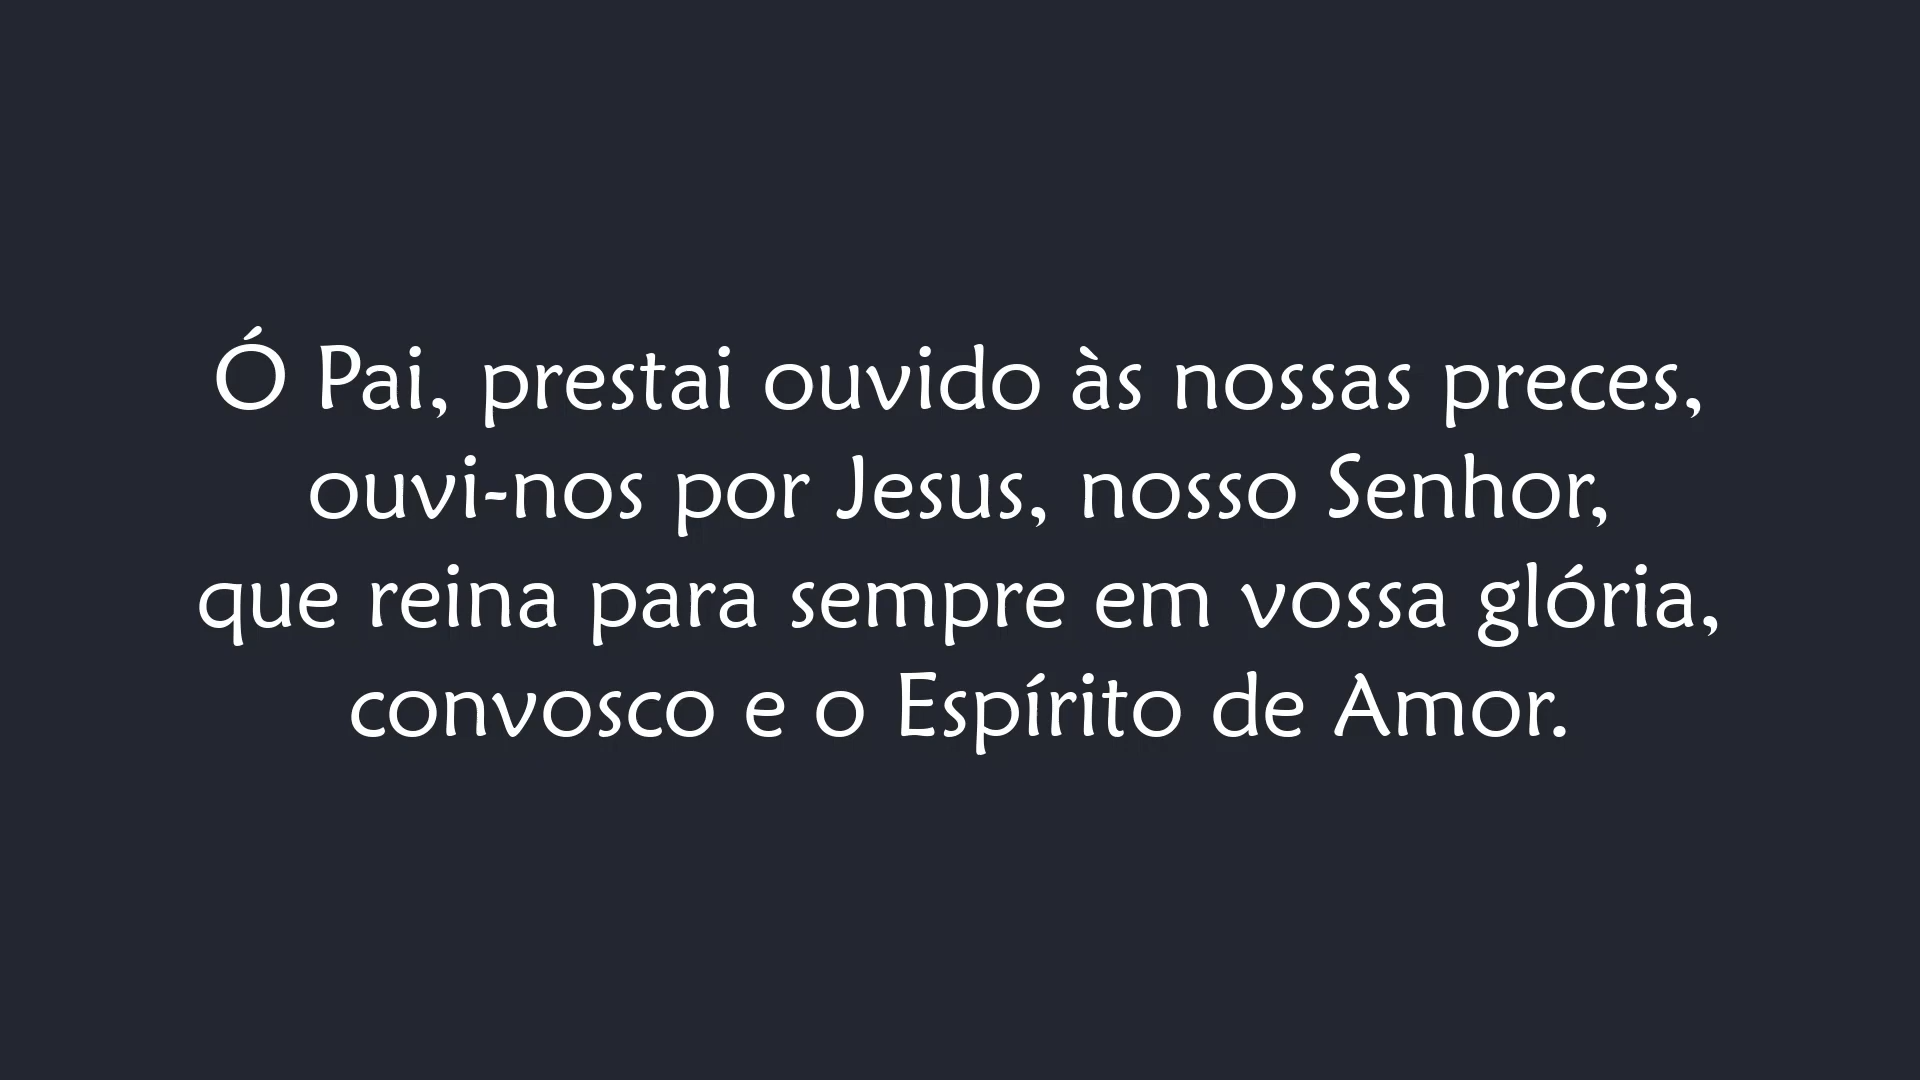 Ó Pai, prestai ouvido às nossas preces,
ouvi-nos por Jesus, nosso Senhor,
que reina para sempre em vossa glória,
convosco e o Espírito de Amor.